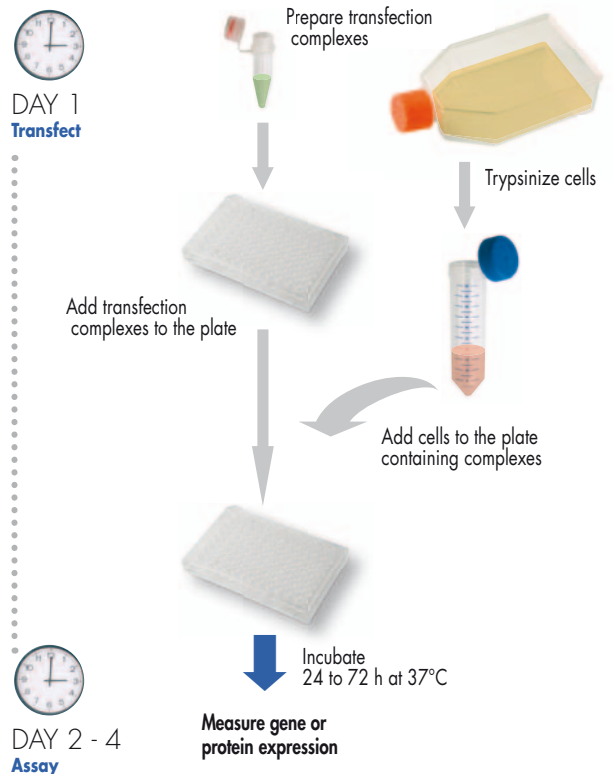 Prepare transfection
complexes
DAY 1
Transfect
Trypsinize cells
Add transfection
complexes to the plate
Add cells to the plate
containing complexes
Incubate
24 to 72 h at 37°C
DAY 2 - 4
Assay
Measure gene or
protein expression